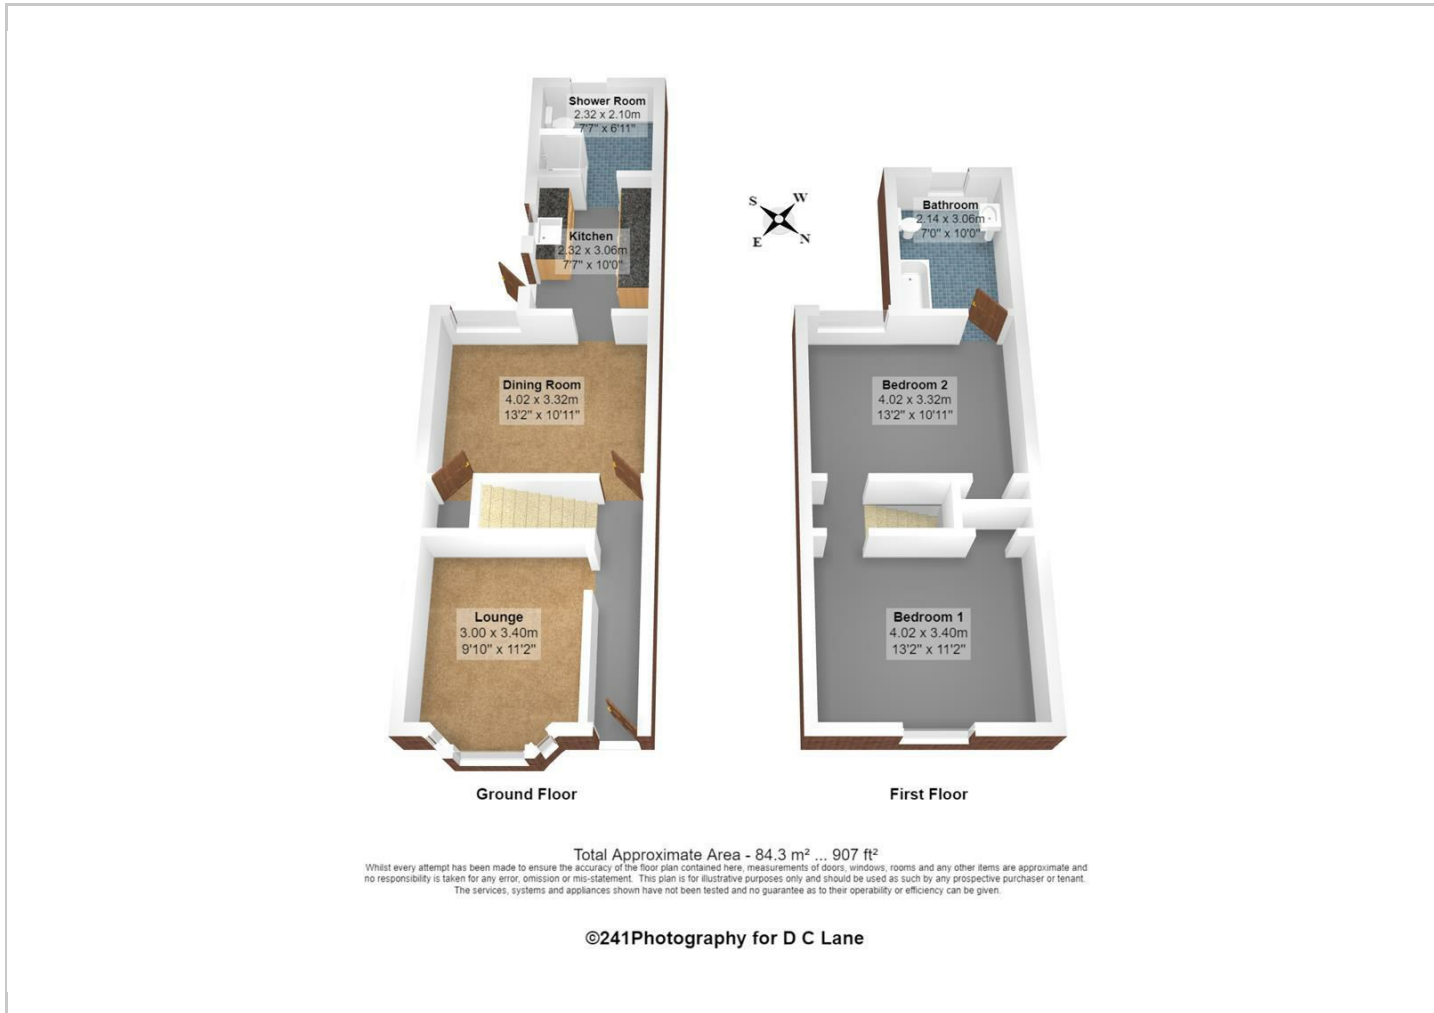 Shower Room
2.32 x 2.10m
7'7" x 6'11"
Kitchen
2.32 x 3.06m
7'7" x 10'0"
Dining Room
4.02 x 3.32m
13'2" x 10'11"
Lounge
3.00 x 3.40m
9'10" x 11'2"
Ground Floor
S
W
E
N
Bathroom
2.14 x 3.06m
7'0" x 10'0"
Bedroom 2
4.02 x 3.32m
13'2" x 10'11"
Bedroom 1
4.02 x 3.40m
13'2" x 11'2"
First Floor
Total Approximate Area - 84.3 m² ... 907 ft²
Whilst every attempt has been made to ensure the accuracy of the floor plan contained here, measurements of doors, windows, rooms and any other items are approximate and
no responsibility is taken for any error, omission or mis-statement. This plan is for illustrative purposes only and should be used as such by any prospective purchaser or tenant.
The services, systems and appliances shown have not been tested and no guarantee as to their operability or efficiency can be given.
©241Photography for D C Lane